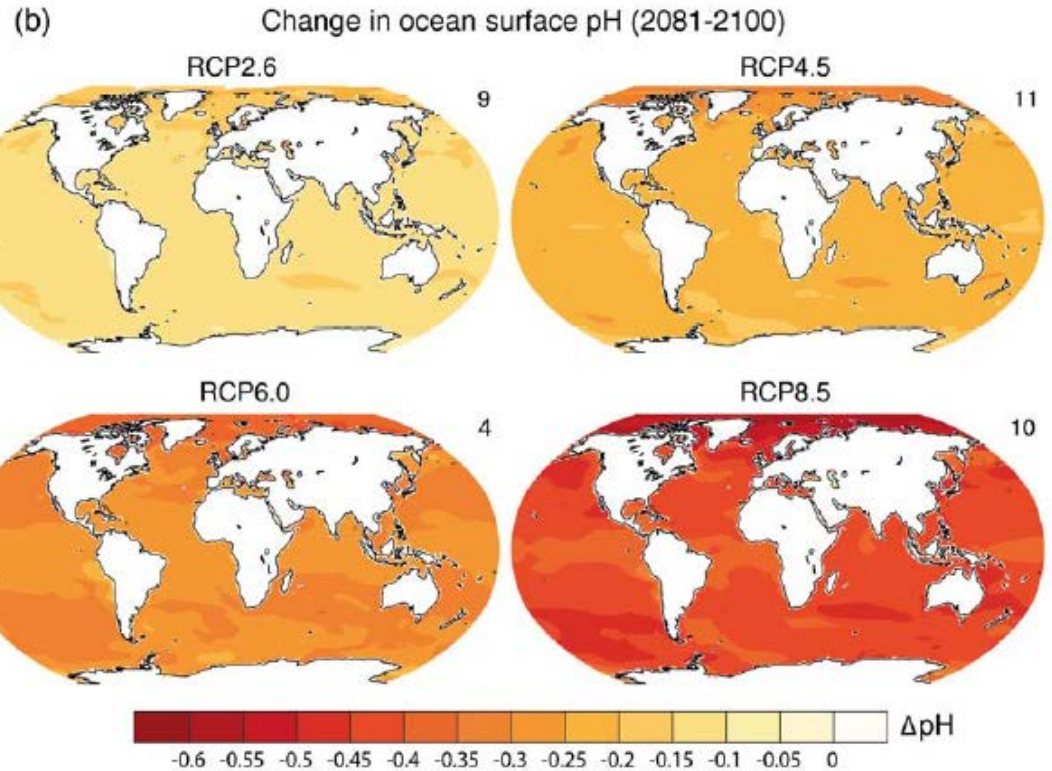 (b) Change in ocean surface pH (2081-2100)
RCP2.6
9
RCP4.5
11
RCP6.0
4
RCP8.5
10
-0.6 -0.55 -0.5 -0.45 -0.4 -0.35 -0.3 -0.25 -0.2 -0.15 -0.1 -0.05 0 ΔpH